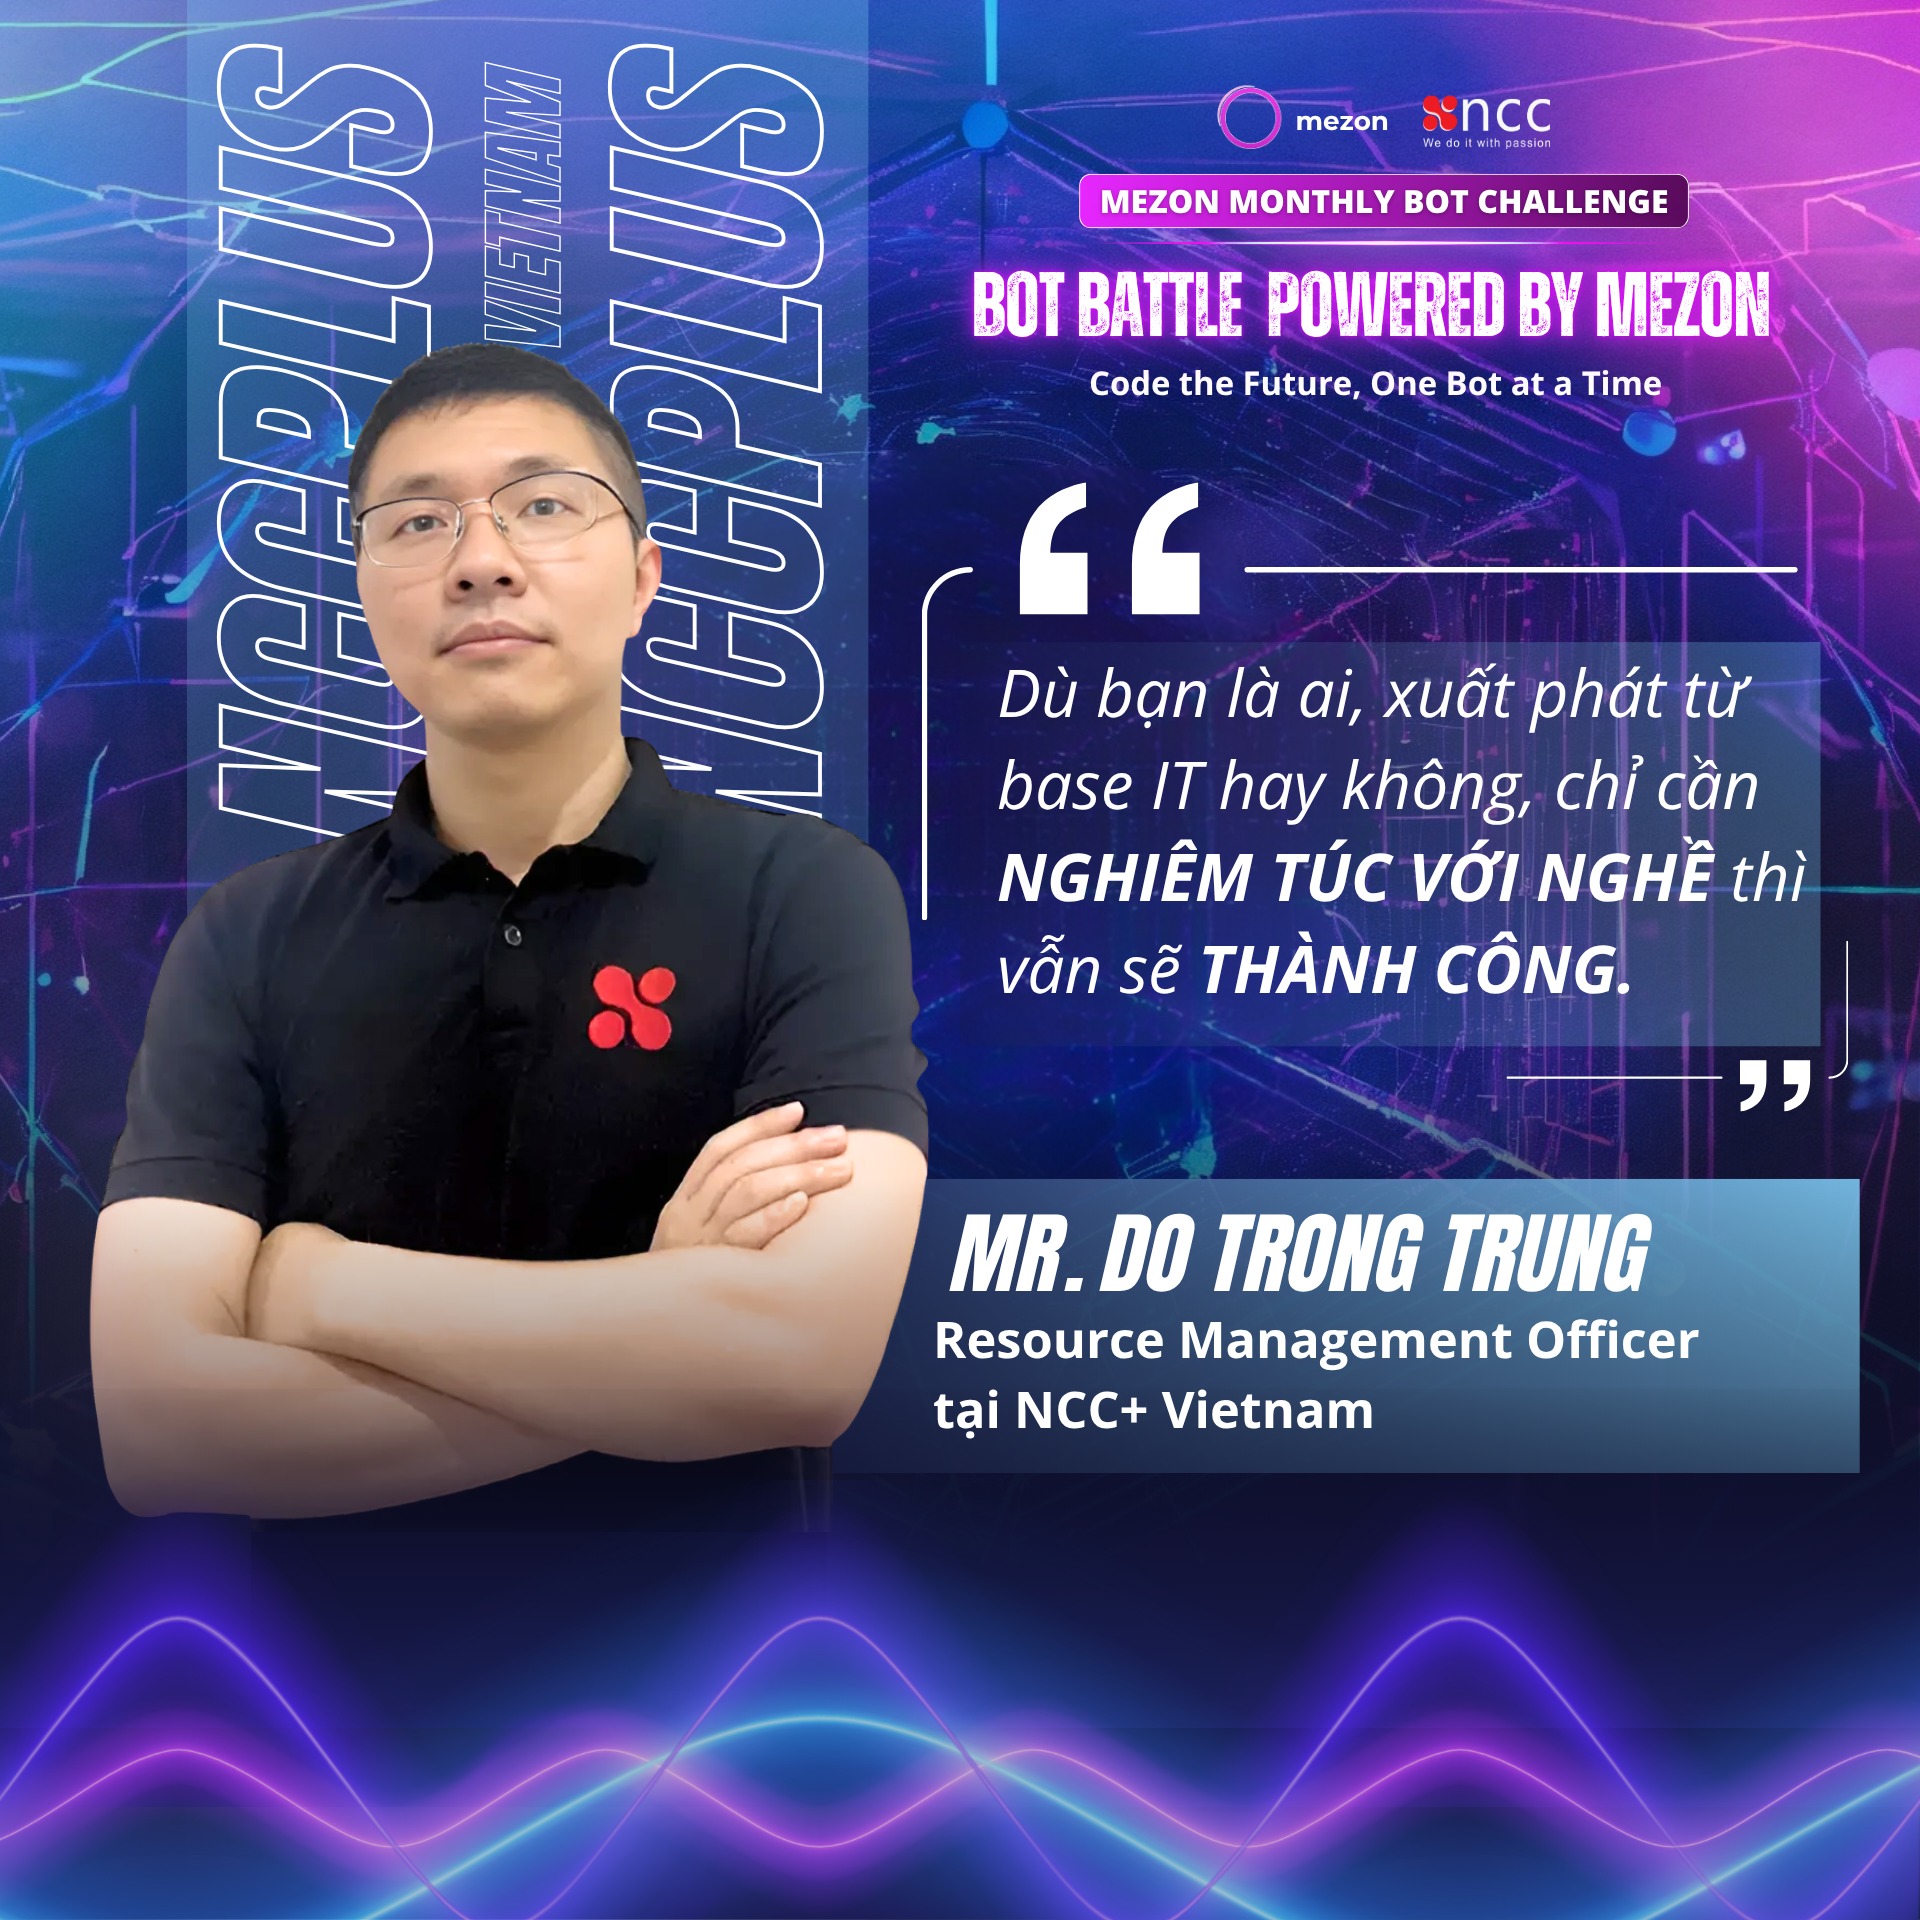 NCCPLUS
VIETNAM
NCCPLUS
mezon
ncc
We do it with passion
MEZON MONTHLY BOT CHALLENGE
BOT BATTLE POWERED BY MEZON
Code the Future, One Bot at a Time
“
Dù bạn là ai, xuất phát từ
base IT hay không, chỉ cần
NGHIÊM TÚC VỚI NGHỀ thì
vẫn sẽ THÀNH CÔNG.
”
MR. DO TRONG TRUNG
Resource Management Officer
tại NCC+ Vietnam